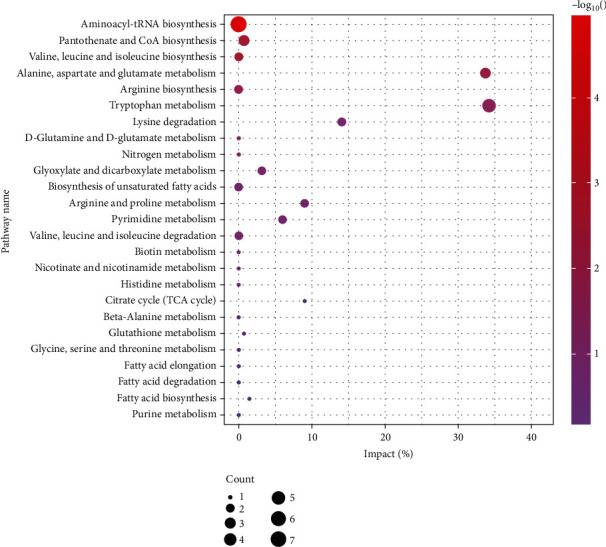 –log₁₀()
Aminoacyl-tRNA biosynthesis
Pantothenate and CoA biosynthesis
Valine, leucine and isoleucine biosynthesis
Alanine, aspartate and glutamate metabolism
Arginine biosynthesis
Tryptophan metabolism
Lysine degradation
D-Glutamine and D-glutamate metabolism
Nitrogen metabolism
Glyoxylate and dicarboxylate metabolism
Biosynthesis of unsaturated fatty acids
Arginine and proline metabolism
Pyrimidine metabolism
Valine, leucine and isoleucine degradation
Biotin metabolism
Nicotinate and nicotinamide metabolism
Histidine metabolism
Citrate cycle (TCA cycle)
Beta-Alanine metabolism
Glutathione metabolism
Glycine, serine and threonine metabolism
Fatty acid elongation
Fatty acid degradation
Fatty acid biosynthesis
Purine metabolism
Pathway name
4
3
2
1
0 10 20 30 40
Impact (%)
Count
1 5
2
3 6
4 7